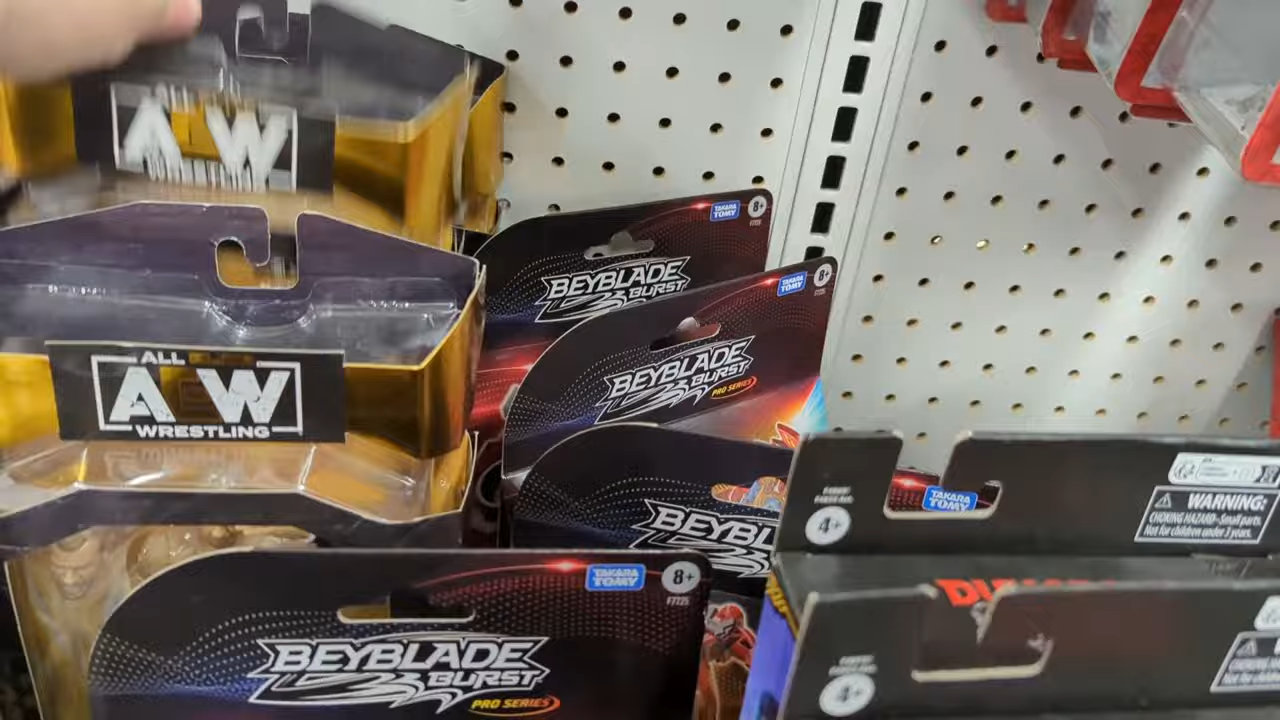 AEW
ALL
AEW
WRESTLING
TAKARA
TOMY
8+
BEYBLADE
BURST
TAKARA
TOMY
8+
BEYBLADE
BURST
PRO SERIES
TAKARA
TOMY
8+
F7725
BEYBLADE
BURST
PRO SERIES
TAKARA
TOMY
4+
WARNING:
CHOKING HAZARD-Small parts.
Not for children under 3 years.
4+